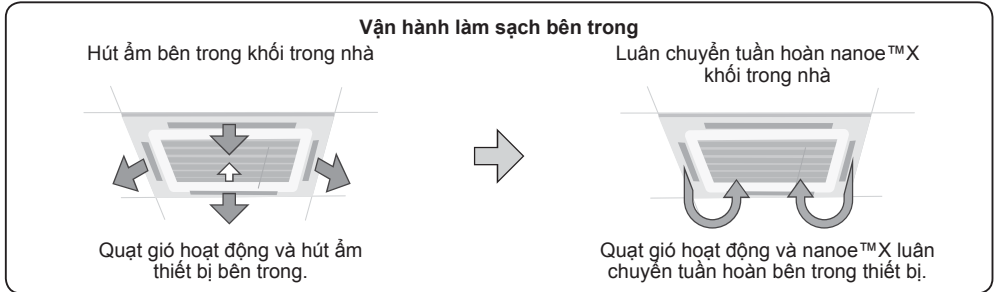 Vận hành làm sạch bên trong
Hút ẩm bên trong khối trong nhà
Quạt gió hoạt động và hút ẩm
thiết bị bên trong.
Luân chuyển tuần hoàn nanoe™X
khối trong nhà
Quạt gió hoạt động và nanoe™X luân
chuyển tuần hoàn bên trong thiết bị.